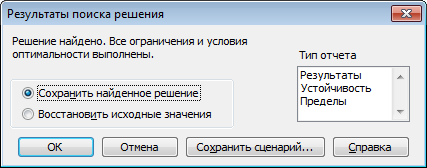 Результаты поиска решения
Решение найдено. Все ограничения и условия
оптимальности выполнены.
Тип отчета
Результаты
Устойчивость
Пределы
Сохранить найденное решение
Восстановить исходные значения
ОК
Отмена
Сохранить сценарий...
Справка